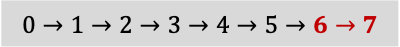 0 → 1 → 2 → 3 → 4 → 5 → 6 → 7